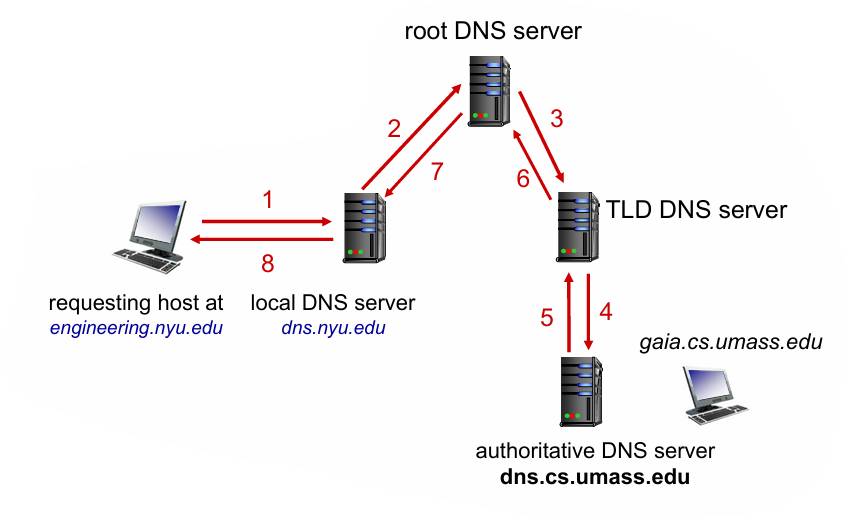 root DNS server
2
3
7
6
TLD DNS server
1
8
requesting host at
engineering.nyu.edu
local DNS server
dns.nyu.edu
5
4
gaia.cs.umass.edu
authoritative DNS server
dns.cs.umass.edu